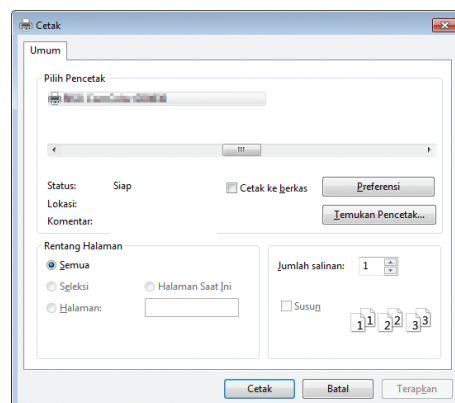 Cetak
Umum
Pilih Pencetak
Status: Siap
Cetak ke berkas
Preferensi
Lokasi:
Komentar:
Temukan Pencetak...
Rentang Halaman
Semua
Seleksi
Halaman Saat Ini
Halaman:
Jumlah salinan: 1
Susun
1 1 2 2 3 3
Cetak
Batal
Terapkan